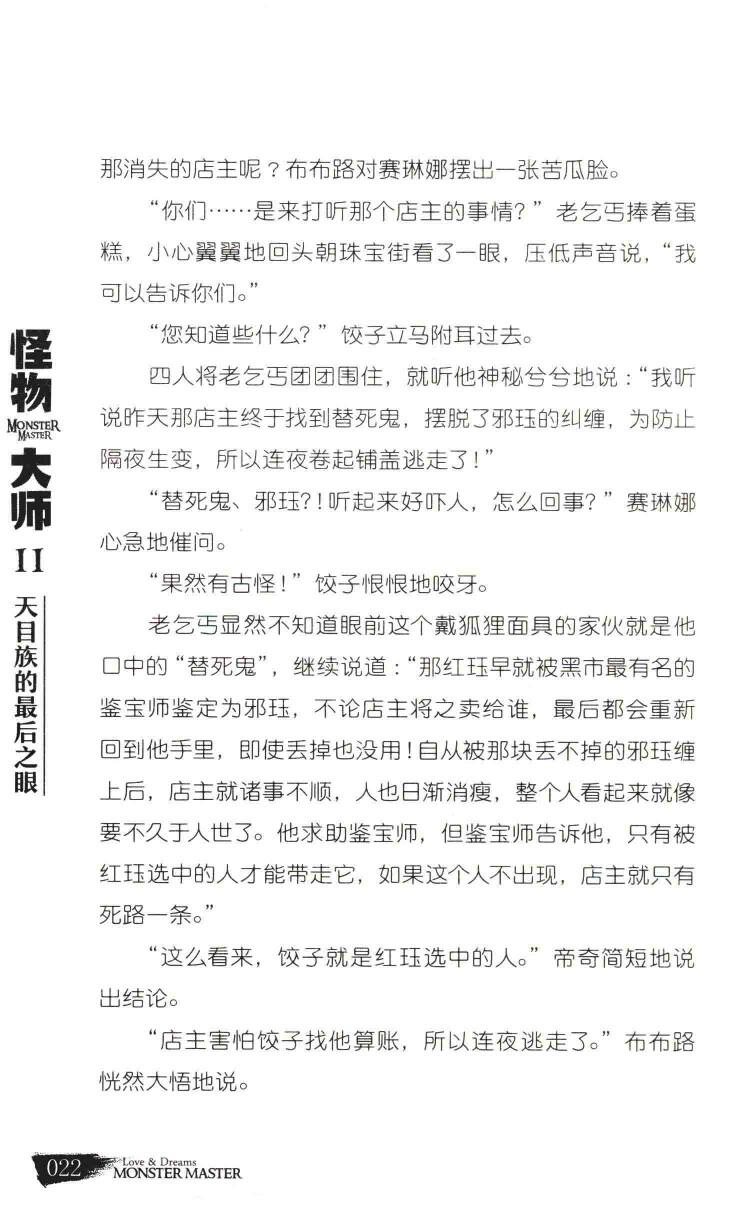 那消失的店主呢？布布路对赛琳娜摆出一张苦瓜脸。
“你们……是来打听那个店主的事情？”老乞丐捧着蛋
糕，小心翼翼地回头朝珠宝街看了一眼，压低声音说，“我
可以告诉你们。”
“您知道些什么？”饺子立马附耳过去。
四人将老乞丐团团围住，就听他神秘兮兮地说：“我听
说昨天那店主终于找到替死鬼，摆脱了邪珏的纠缠，为防止
隔夜生变，所以连夜卷起铺盖逃走了！”
“替死鬼、邪珏？！听起来好吓人，怎么回事？”赛琳娜
心急地催问。
“果然有古怪！”饺子恨恨地咬牙。
老乞丐显然不知道眼前这个戴狐狸面具的家伙就是他
口中的“替死鬼”，继续说道：“那红珏早就被黑市最有名的
鉴宝师鉴定为邪珏，不论店主将之卖给谁，最后都会重新
回到他手里，即使丢掉也没用！自从被那块丢不掉的邪珏缠
上后，店主就诸事不顺，人也日渐消瘦，整个人看起来就像
要不久于人世了。他求助鉴宝师，但鉴宝师告诉他，只有被
红珏选中的人才能带走它，如果这个人不出现，店主就只有
死路一条。”
“这么看来，饺子就是红珏选中的人。”帝奇简短地说
出结论。
“店主害怕饺子找他算账，所以连夜逃走了。”布布路
恍然大悟地说。
怪物
MONSTER
MASTER
大师
11
天目族的最后之眼
022
Love & Dreams
MONSTER MASTER